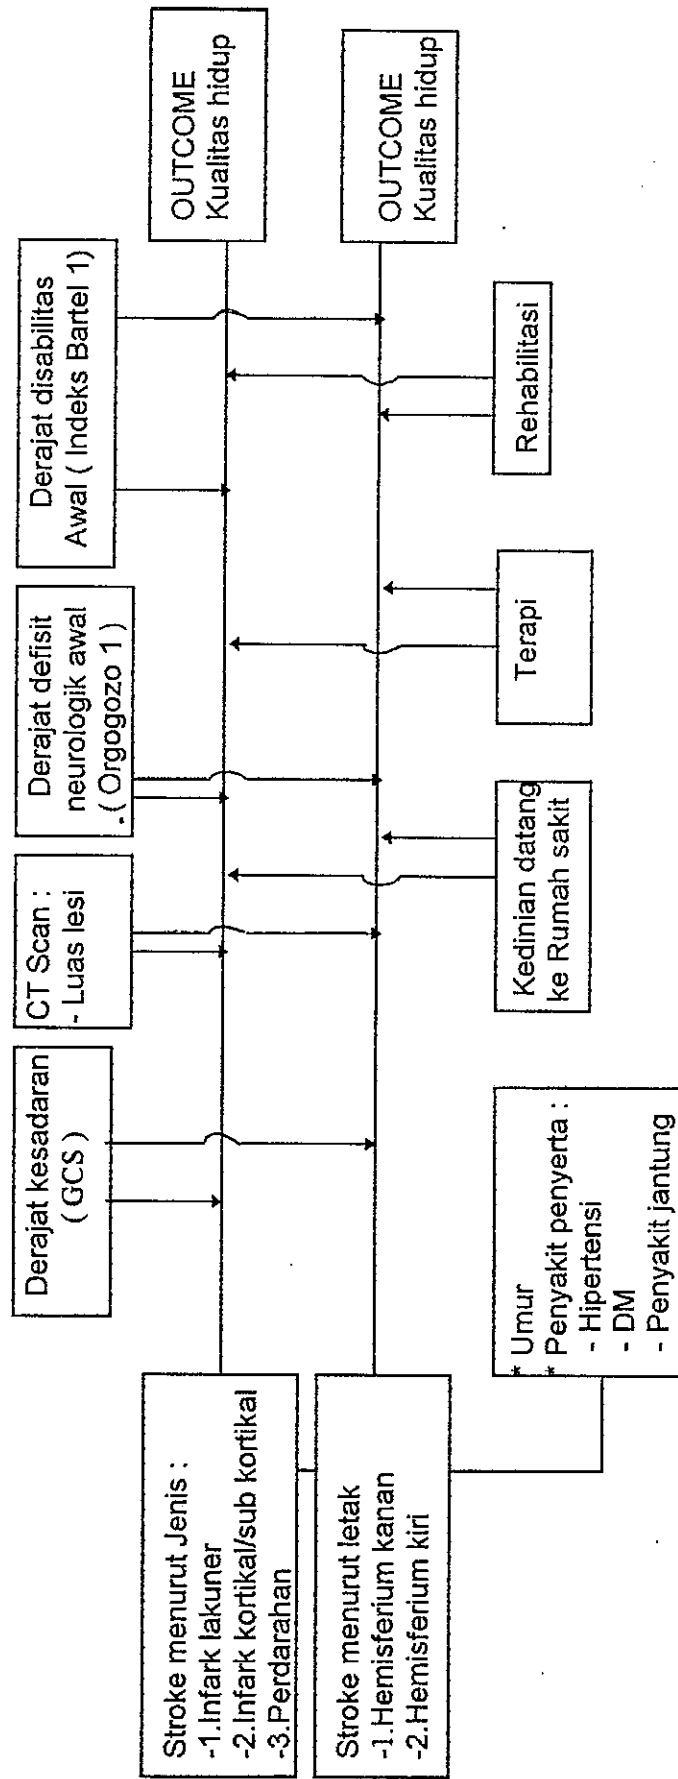 Derajat kesadaran
( GCS )
CT Scan :
- Luas lesi
Derajat defisit
neurologik awal
- ( Orgogozo 1 )
Derajat disabilitas
Awal ( Indeks Bartel 1)
Stroke menurut Jenis :
-1.Infark lakuner
-2.Infark kortikal/sub kortikal
-3.Perdarahan
OUTCOME
Kualitas hidup
Stroke menurut letak
-1.Hemisferium kanan
-2.Hemisferium kiri
OUTCOME
Kualitas hidup
* Umur
* Penyakit penyerta :
- Hipertensi
- DM
- Penyakit jantung
Kedinian datang
ke Rumah sakit
Terapi
Rehabilitasi